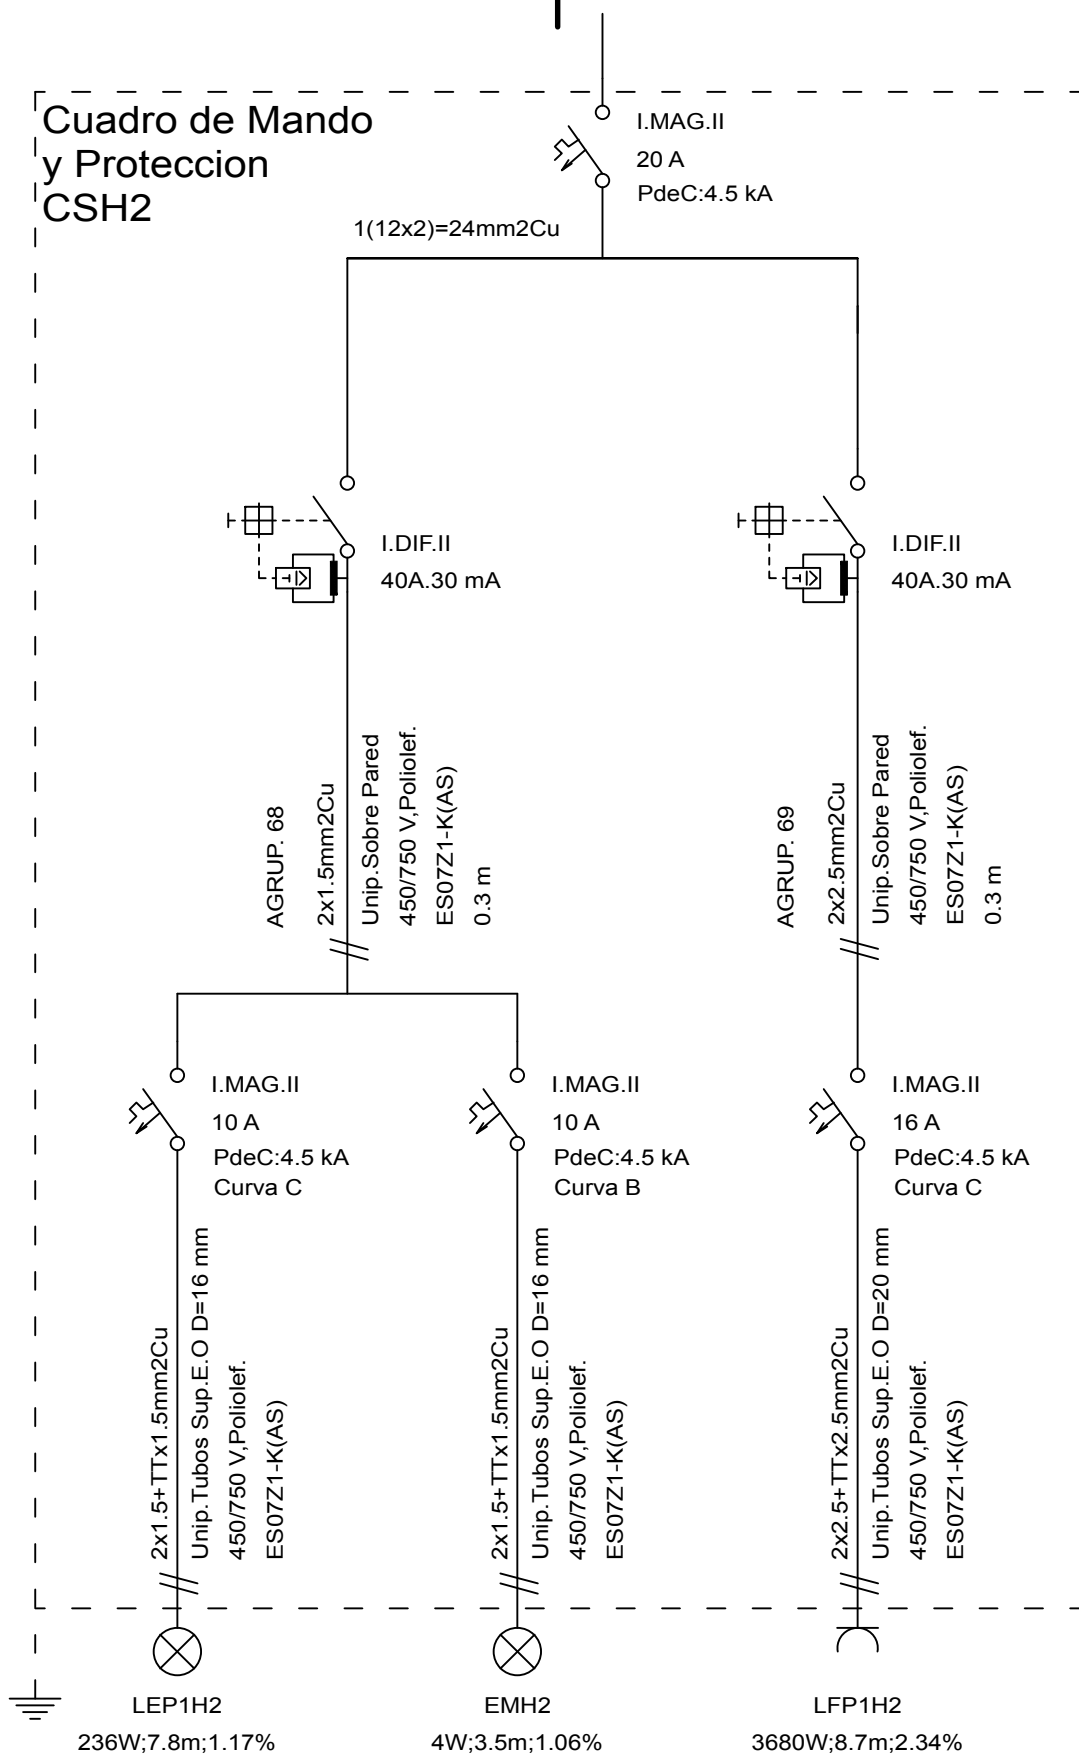 Cuadro de Mando
y Proteccion
CSH2
I.MAG.II
20 A
PdeC:4.5 kA
1(12x2)=24mm2Cu
I.DIF.II
40A.30 mA
I.DIF.II
40A.30 mA
AGRUP. 68
2x1.5mm2Cu
Unip.Sobre Pared
450/750 V,Poliolef.
ES07Z1-K(AS)
0.3 m
AGRUP. 69
2x2.5mm2Cu
Unip.Sobre Pared
450/750 V,Poliolef.
ES07Z1-K(AS)
0.3 m
I.MAG.II
10 A
PdeC:4.5 kA
Curva C
I.MAG.II
10 A
PdeC:4.5 kA
Curva B
I.MAG.II
16 A
PdeC:4.5 kA
Curva C
2x1.5+TTx1.5mm2Cu
Unip.Tubos Sup.E.O D=16 mm
450/750 V,Poliolef.
ES07Z1-K(AS)
2x1.5+TTx1.5mm2Cu
Unip.Tubos Sup.E.O D=16 mm
450/750 V,Poliolef.
ES07Z1-K(AS)
2x2.5+TTx2.5mm2Cu
Unip.Tubos Sup.E.O D=20 mm
450/750 V,Poliolef.
ES07Z1-K(AS)
LEP1H2
236W;7.8m;1.17%
EMH2
4W;3.5m;1.06%
LFP1H2
3680W;8.7m;2.34%